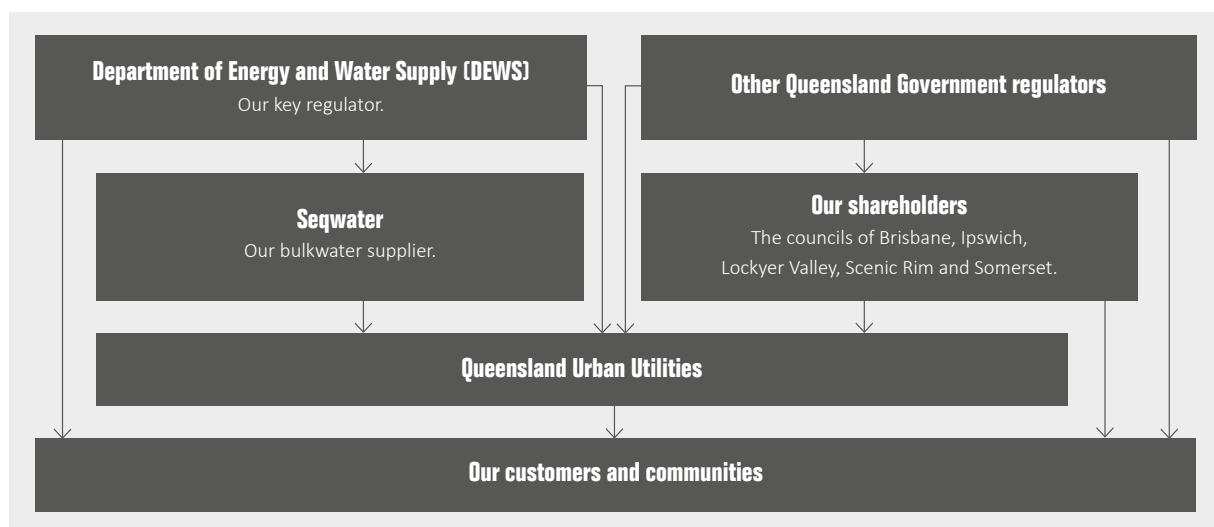 Department of Energy and Water Supply (DEWS)
Our key regulator.
Other Queensland Government regulators
Seqwater
Our bulkwater supplier.
Our shareholders
The councils of Brisbane, Ipswich,
Lockyer Valley, Scenic Rim and Somerset.
Queensland Urban Utilities
Our customers and communities